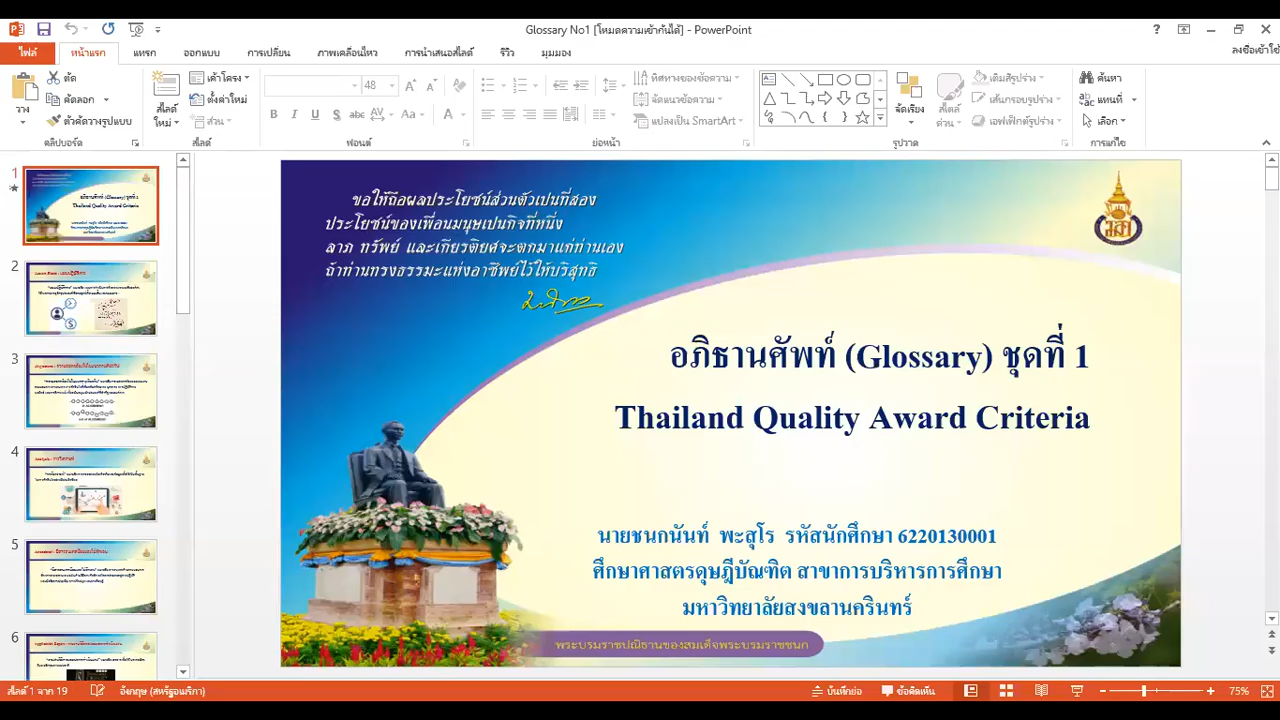 Glossary No1 [โหมดความเข้ากันได้] - PowerPoint
ลงชื่อเข้าใช้
ไฟล์ หน้าแรก แทรก ออกแบบ การเปลี่ยน ภาพเคลื่อนไหว การนำเสนอสไลด์ รีวิว มุมมอง
วาง
ตัด
คัดลอก
ตัวคัดวางรูปแบบ
คลิปบอร์ด
สไลด์
ใหม่
เค้าโครง
ตั้งค่าใหม่
ส่วน
สไลด์
48
ฟอนต์
ทิศทางของข้อความ
จัดแนวข้อความ
แปลงเป็น SmartArt
ย่อหน้า
จัดเรียง
สไตล์
ด่วน
เติมสีรูปร่าง
เส้นกรอบรูปร่าง
เอฟเฟ็กต์รูปร่าง
รูปวาด
ค้นหา
แทนที่
เลือก
การแก้ไข
1
2
3
4
5
6
ขอให้ถือผลประโยชน์ส่วนตัวเป็นที่สอง
ประโยชน์ของเพื่อนมนุษย์เป็นกิจที่หนึ่ง
ลาภ ทรัพย์ และเกียรติยศจะตกมาแก่ท่านเอง
ถ้าท่านทรงธรรมะแห่งอาชีพไว้ให้บริสุทธิ์
อภิธานศัพท์ (Glossary) ชุดที่ 1
Thailand Quality Award Criteria
นายชนกนันท์ พะสุโร รหัสนักศึกษา 6220130001
ศึกษาศาสตรดุษฎีบัณฑิต สาขาการบริหารการศึกษา
มหาวิทยาลัยสงขลานครินทร์
พระบรมราชปณิธานของสมเด็จพระบรมราชชนก
สไลด์ 1 จาก 19 อังกฤษ (สหรัฐอเมริกา) บันทึกย่อ ข้อคิดเห็น 75%